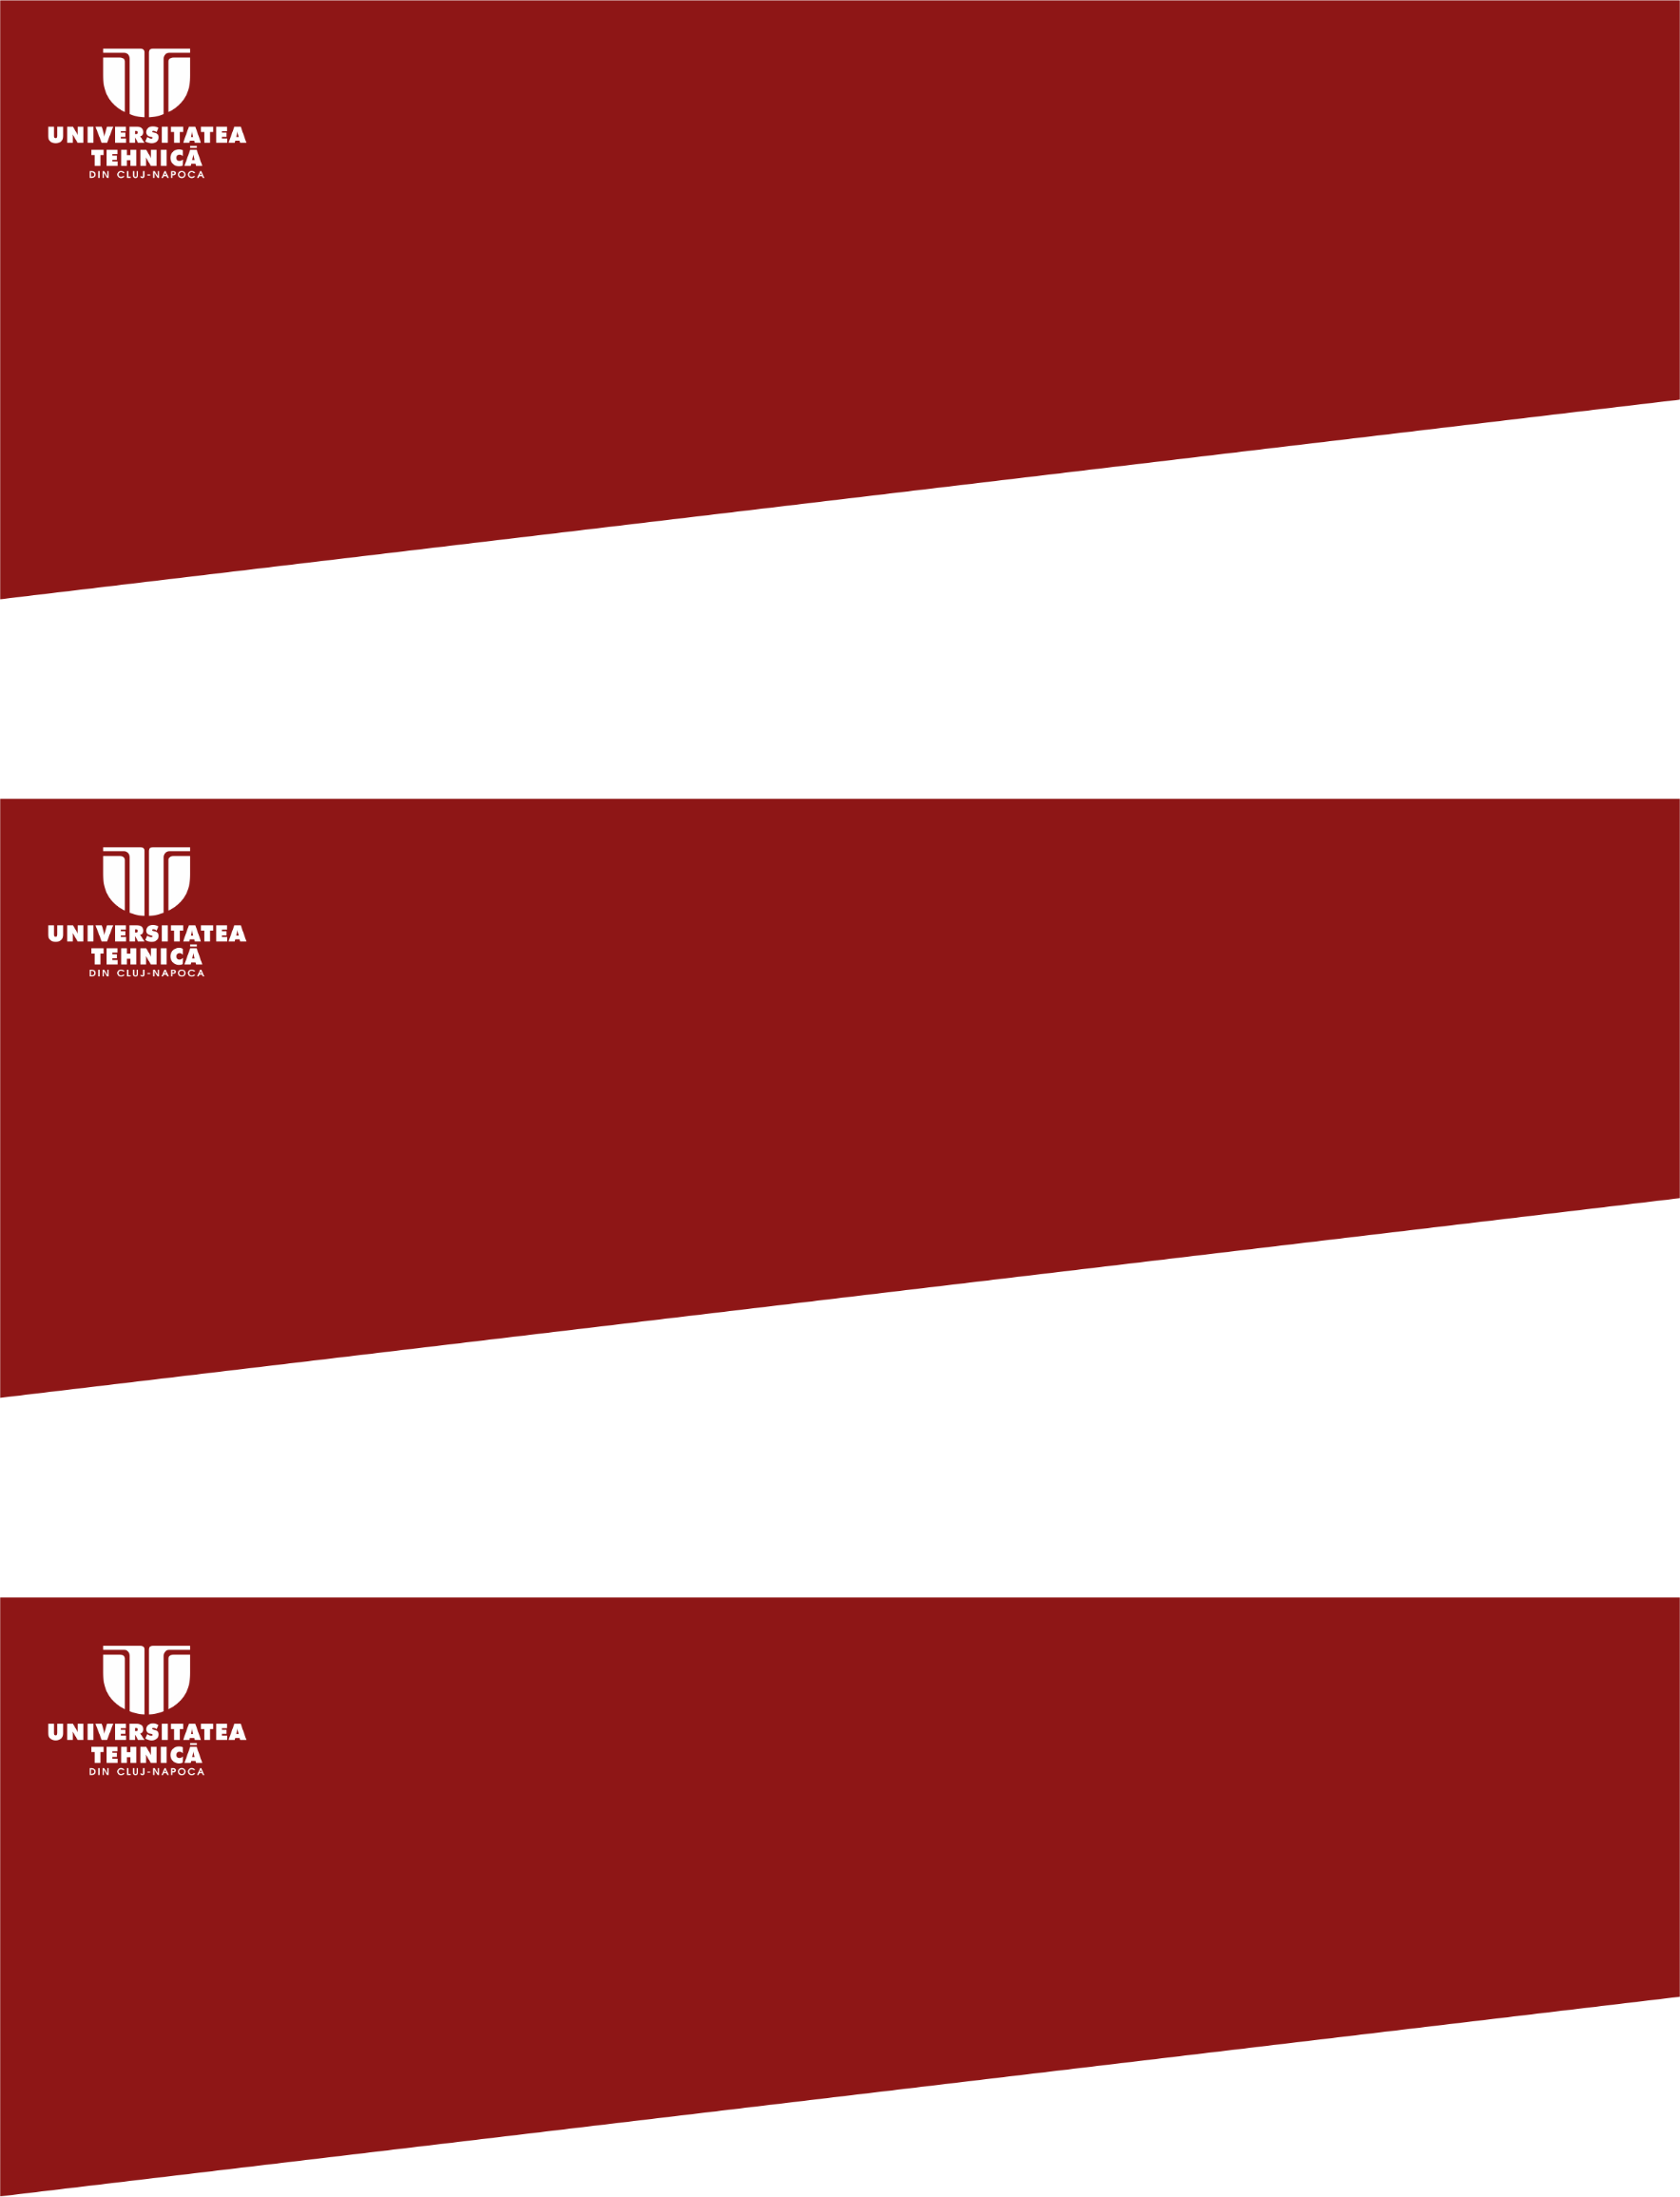 UNIVERSITATEA
TEHNICĂ
DIN CLUJ-NAPOCA
UNIVERSITATEA
TEHNICĂ
DIN CLUJ-NAPOCA
UNIVERSITATEA
TEHNICĂ
DIN CLUJ-NAPOCA